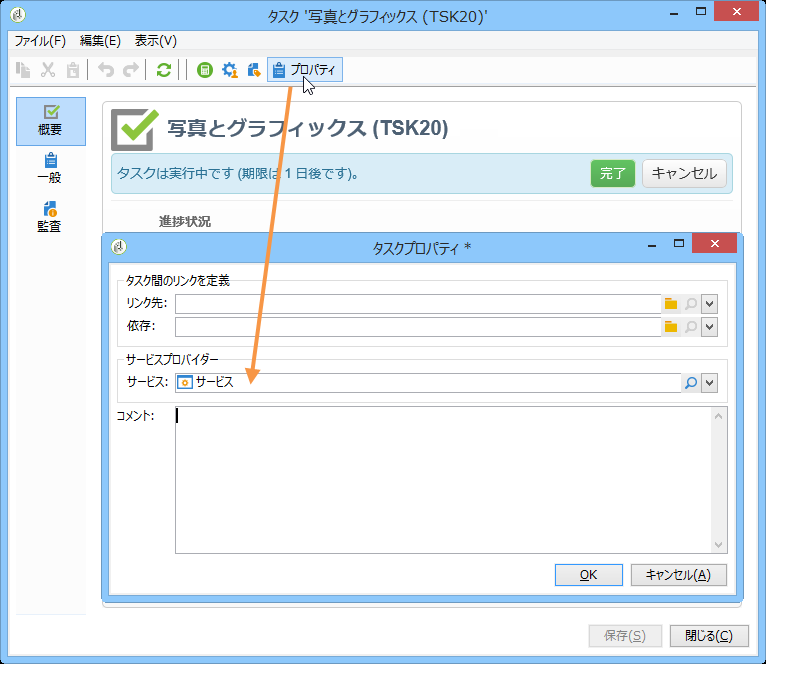 タスク '写真とグラフィックス (TSK20)'
ファイル(F) 編集(E) 表示(V)
プロパティ
概要
一般
監査
写真とグラフィックス (TSK20)
タスクは実行中です (期限は 1 日後です)。
完了 キャンセル
進捗状況
タスクプロパティ *
タスク間のリンクを定義
リンク先:
依存:
サービスプロバイダー
サービス: サービス
コメント:
OK キャンセル(A)
保存(S) 閉じる(C)